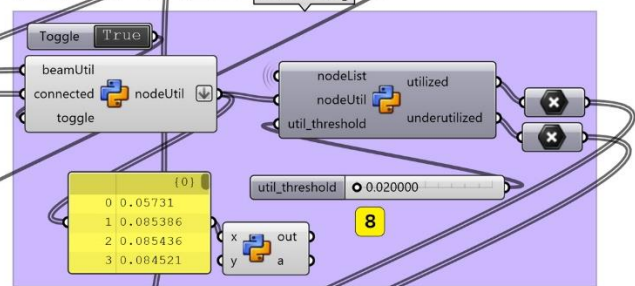 Toggle True
beamUtil
connected
toggle
nodeUtil
nodeList
nodeUtil
util_threshold
utilized
underutilized
util_threshold 0.020000
8
{0}
0 0.05731
1 0.085386
2 0.085436
3 0.084521
x
y
out
a